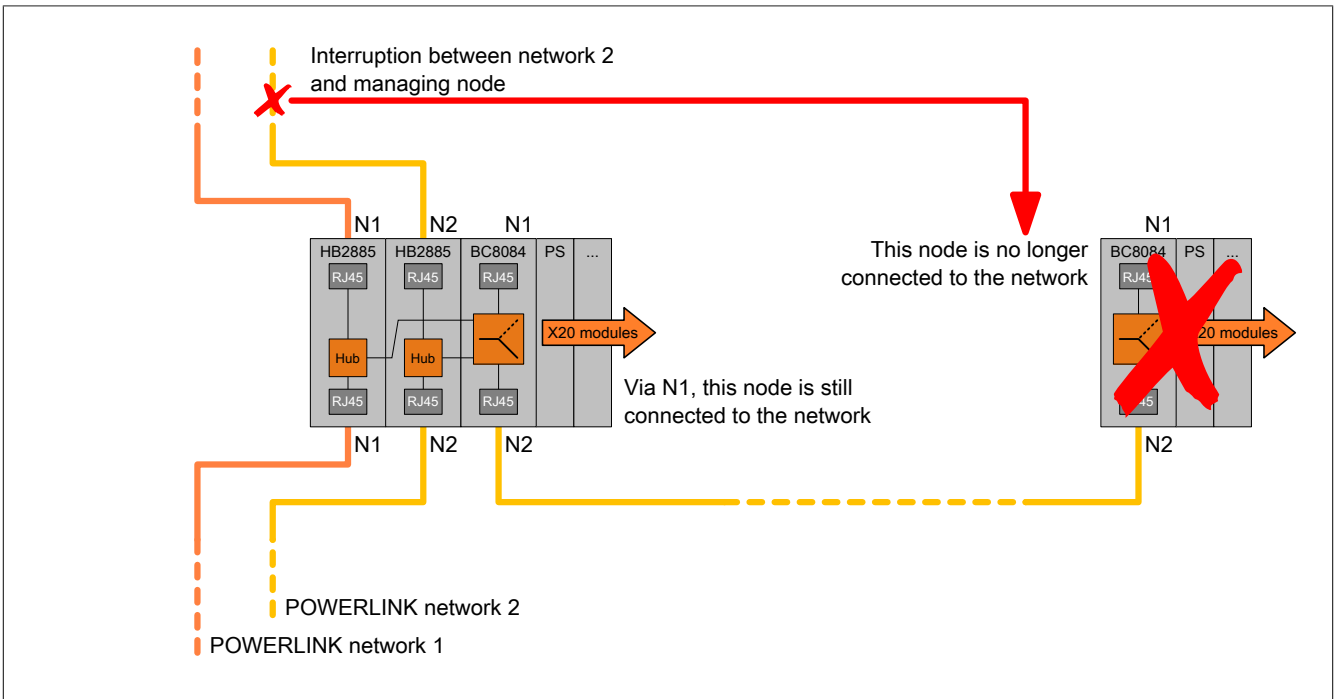 Interruption between network 2
and managing node
N1 N2 N1
HB2885 HB2885 BC8084 PS ...
RJ45 RJ45 RJ45
X20 modules
Hub Hub
RJ45 RJ45 RJ45
N1 N2 N2
Via N1, this node is still
connected to the network
This node is no longer
connected to the network
N1
BC8084 PS ...
RJ45
20 modules
45
N2
POWERLINK network 2
POWERLINK network 1